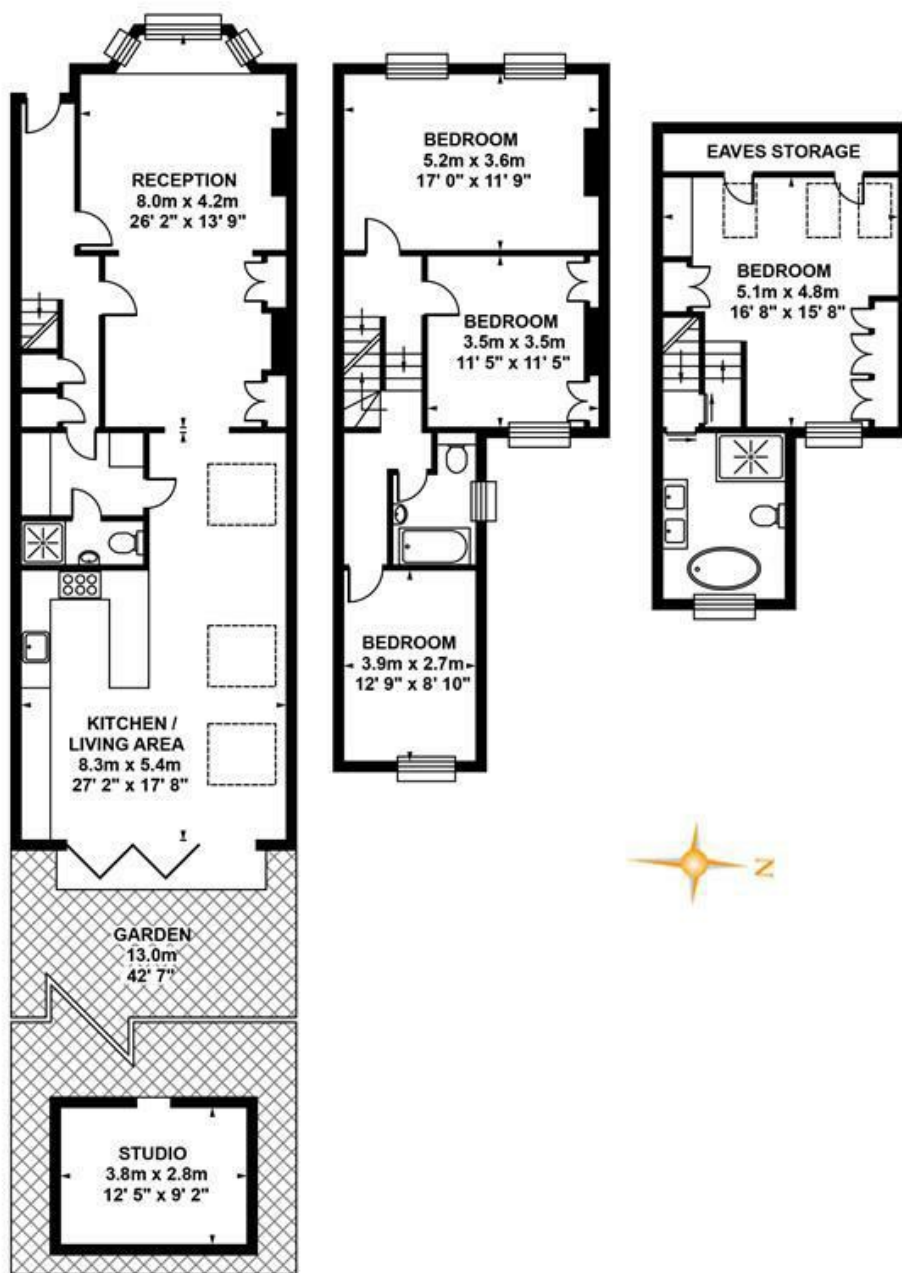 RECEPTION
8.0m x 4.2m
26' 2" x 13' 9"
KITCHEN /
LIVING AREA
8.3m x 5.4m
27' 2" x 17' 8"
GARDEN
13.0m
42' 7"
STUDIO
3.8m x 2.8m
12' 5" x 9' 2"
BEDROOM
5.2m x 3.6m
17' 0" x 11' 9"
BEDROOM
3.5m x 3.5m
11' 5" x 11' 5"
BEDROOM
3.9m x 2.7m
12' 9" x 8' 10"
EAVES STORAGE
BEDROOM
5.1m x 4.8m
16' 8" x 15' 8"
N